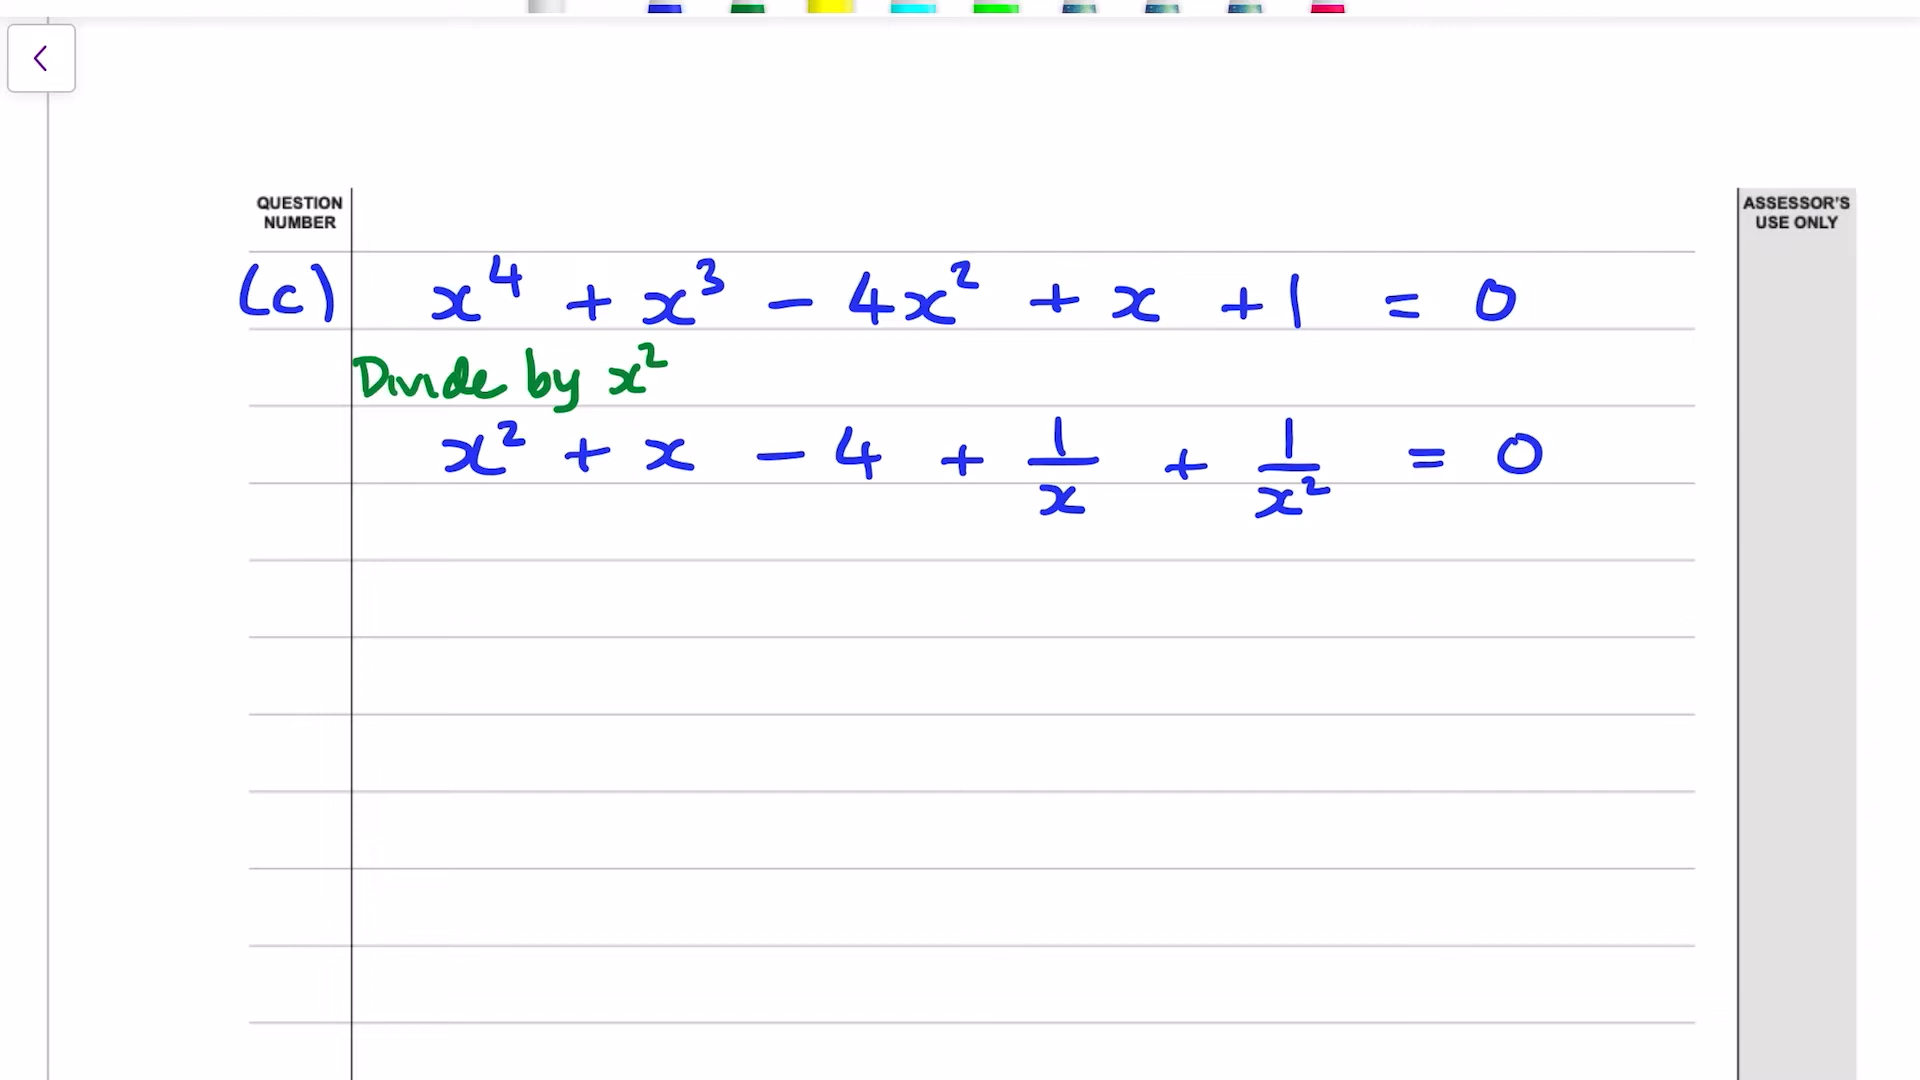 QUESTION NUMBER
ASSESSOR'S USE ONLY
(c) x⁴ + x³ - 4x² + x + 1 = 0
Divide by x²
x² + x - 4 + 1/x + 1/x² = 0